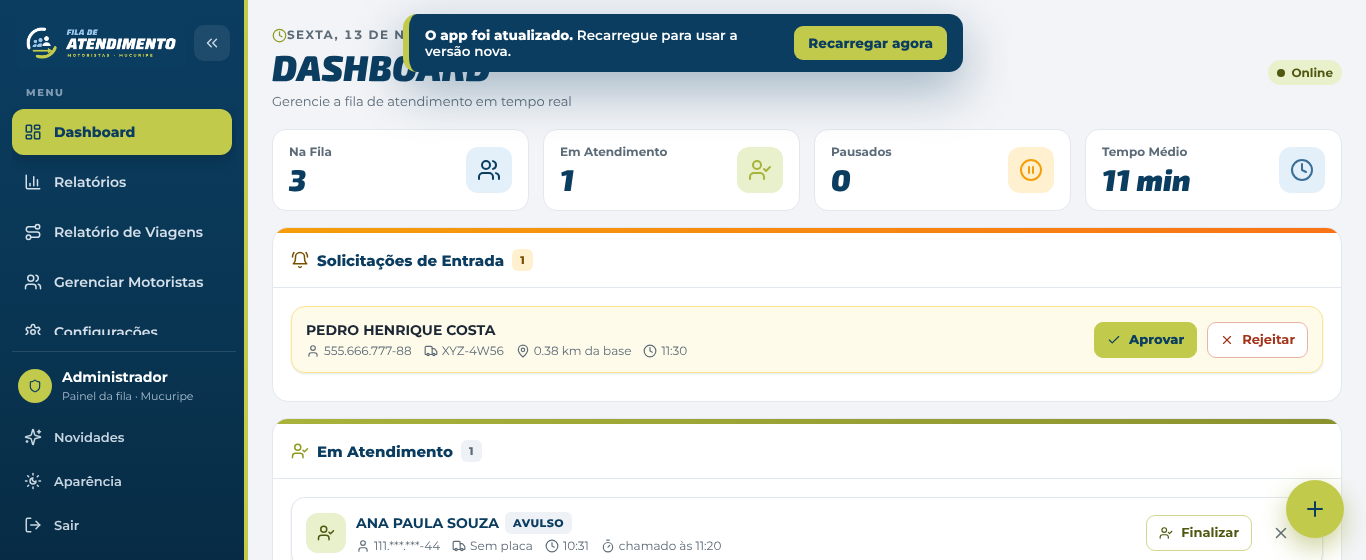 FILA DE
ATENDIMENTO
MOTORISTAS · MUCURIPE
MENU
Dashboard
Relatórios
Relatório de Viagens
Gerenciar Motoristas
Configurações
Administrador
Painel da fila · Mucuripe
Novidades
Aparência
Sair
SEXTA, 13 DE N
O app foi atualizado. Recarregue para usar a
versão nova.
Recarregar agora
DASHBOARD
Gerencie a fila de atendimento em tempo real
Online
Na Fila
3
Em Atendimento
1
Pausados
0
Tempo Médio
11 min
Solicitações de Entrada 1
PEDRO HENRIQUE COSTA
555.666.777-88 XYZ-4W56 0.38 km da base 11:30
Aprovar
Rejeitar
Em Atendimento 1
ANA PAULA SOUZA AVULSO
111.***.***-44 Sem placa 10:31 chamado às 11:20
Finalizar